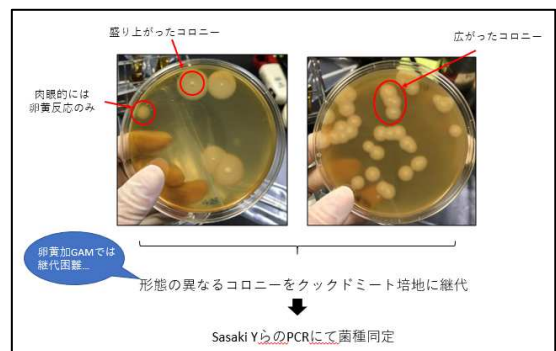 盛り上がったコロニー
広がったコロニー
肉眼的には
卵黄反応のみ
卵黄加GAMでは
継代困難…
形態の異なるコロニーをクックドミート培地に継代
Sasaki YらのPCRにて菌種同定